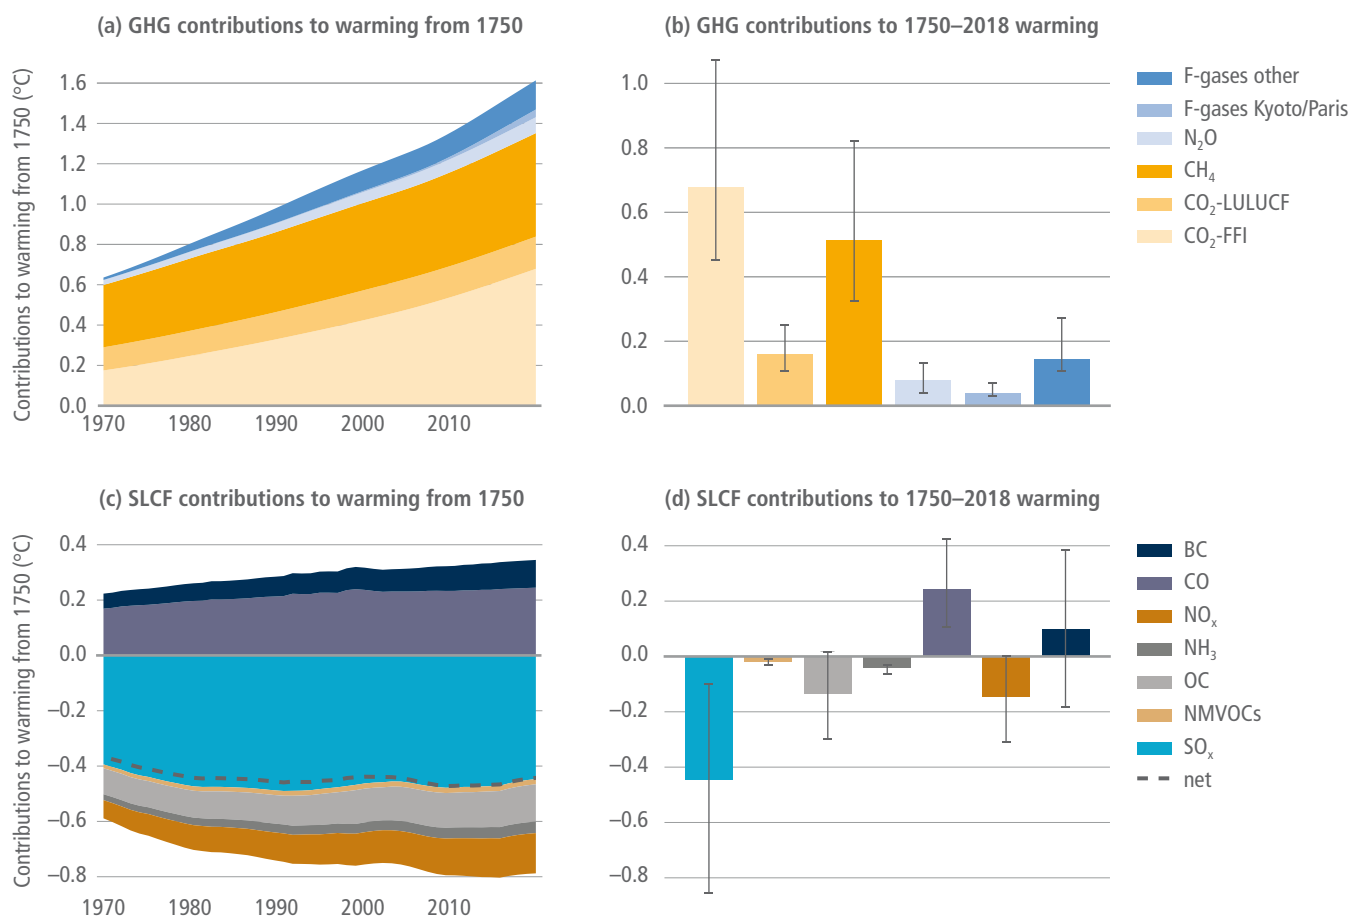 (a) GHG contributions to warming from 1750
Contributions to warming from 1750 (°C)
1.6
1.4
1.2
1.0
0.8
0.6
0.4
0.2
0.0
1970 1980 1990 2000 2010
(b) GHG contributions to 1750–2018 warming
1.0
0.8
0.6
0.4
0.2
0.0
F-gases other
F-gases Kyoto/Paris
N₂O
CH₄
CO₂-LULUCF
CO₂-FFI
(c) SLCF contributions to warming from 1750
Contributions to warming from 1750 (°C)
0.4
0.2
0.0
–0.2
–0.4
–0.6
–0.8
1970 1980 1990 2000 2010
(d) SLCF contributions to 1750–2018 warming
0.4
0.2
0.0
–0.2
–0.4
–0.6
–0.8
BC
CO
NOₓ
NH₃
OC
NMVOCs
SOₓ
net